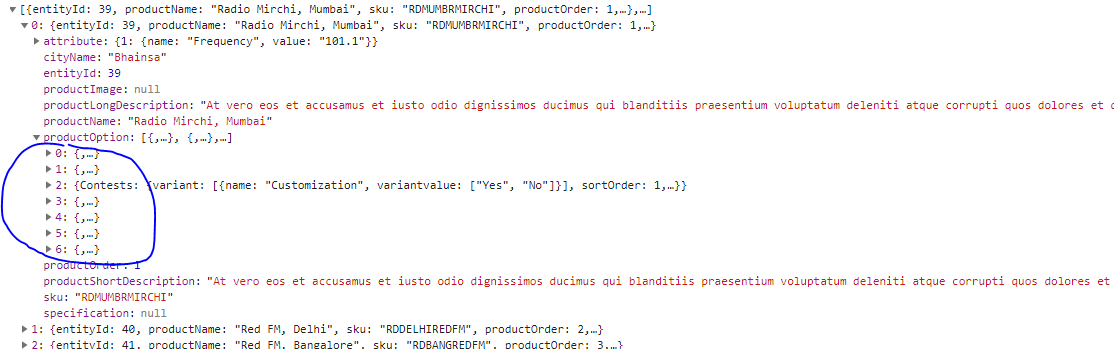 [{entityId: 39, productName: "Radio Mirchi, Mumbai", sku: "RDMUMBRMIRCHI", productOrder: 1,…},…]
0: {entityId: 39, productName: "Radio Mirchi, Mumbai", sku: "RDMUMBRMIRCHI", productOrder: 1,…}
attribute: {1: {name: "Frequency", value: "101.1"}}
cityName: "Bhainsa"
entityId: 39
productImage: null
productLongDescription: "At vero eos et accusamus et iusto odio dignissimos ducimus qui blanditiis praesentium voluptatum deleniti atque corrupti quos dolores et
productName: "Radio Mirchi, Mumbai"
productOption: [{,…}, {,…},…]
0: {,…}
1: {,…}
2: {Contests: {variant: [{name: "Customization", variantvalue: ["Yes", "No"]}], sortOrder: 1,…}}
3: {,…}
4: {,…}
5: {,…}
6: {,…}
productOrder: 1
productShortDescription: "At vero eos et accusamus et iusto odio dignissimos ducimus qui blanditiis praesentium voluptatum deleniti atque corrupti quos dolores et
sku: "RDMUMBRMIRCHI"
specification: null
1: {entityId: 40, productName: "Red FM, Delhi", sku: "RDDELHIREDFM", productOrder: 2,…}
2: {entityId: 41, productName: "Red FM, Bangalore", sku: "RDBANGREDFM", productOrder: 3,…}